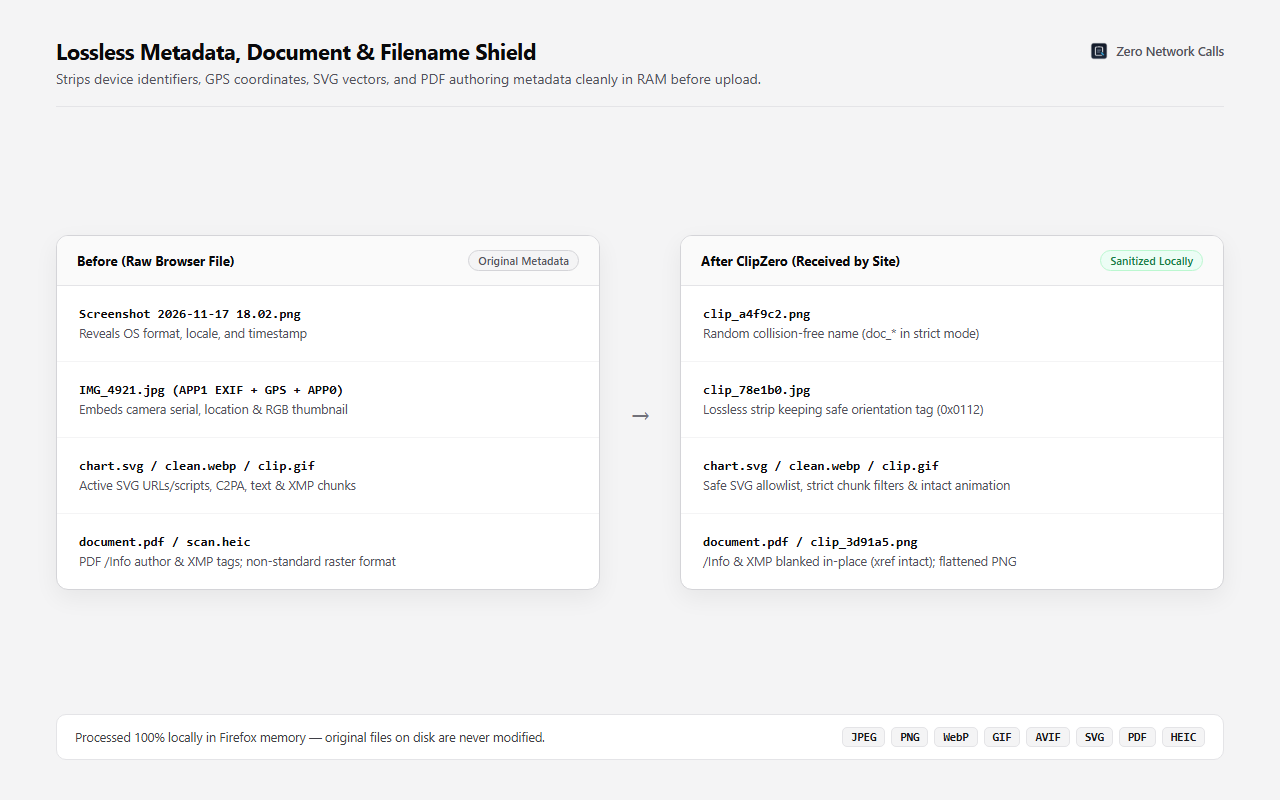 Lossless Metadata, Document & Filename Shield
Zero Network Calls
Strips device identifiers, GPS coordinates, SVG vectors, and PDF authoring metadata cleanly in RAM before upload.
Before (Raw Browser File)
Original Metadata
Screenshot 2026-11-17 18.02.png
Reveals OS format, locale, and timestamp
IMG_4921.jpg (APP1 EXIF + GPS + APP0)
Embeds camera serial, location & RGB thumbnail
chart.svg / clean.webp / clip.gif
Active SVG URLs/scripts, C2PA, text & XMP chunks
document.pdf / scan.heic
PDF /Info author & XMP tags; non-standard raster format
→
After ClipZero (Received by Site)
Sanitized Locally
clip_a4f9c2.png
Random collision-free name (doc_* in strict mode)
clip_78e1b0.jpg
Lossless strip keeping safe orientation tag (0x0112)
chart.svg / clean.webp / clip.gif
Safe SVG allowlist, strict chunk filters & intact animation
document.pdf / clip_3d91a5.png
/Info & XMP blanked in-place (xref intact); flattened PNG
Processed 100% locally in Firefox memory — original files on disk are never modified.
JPEG PNG WebP GIF AVIF SVG PDF HEIC